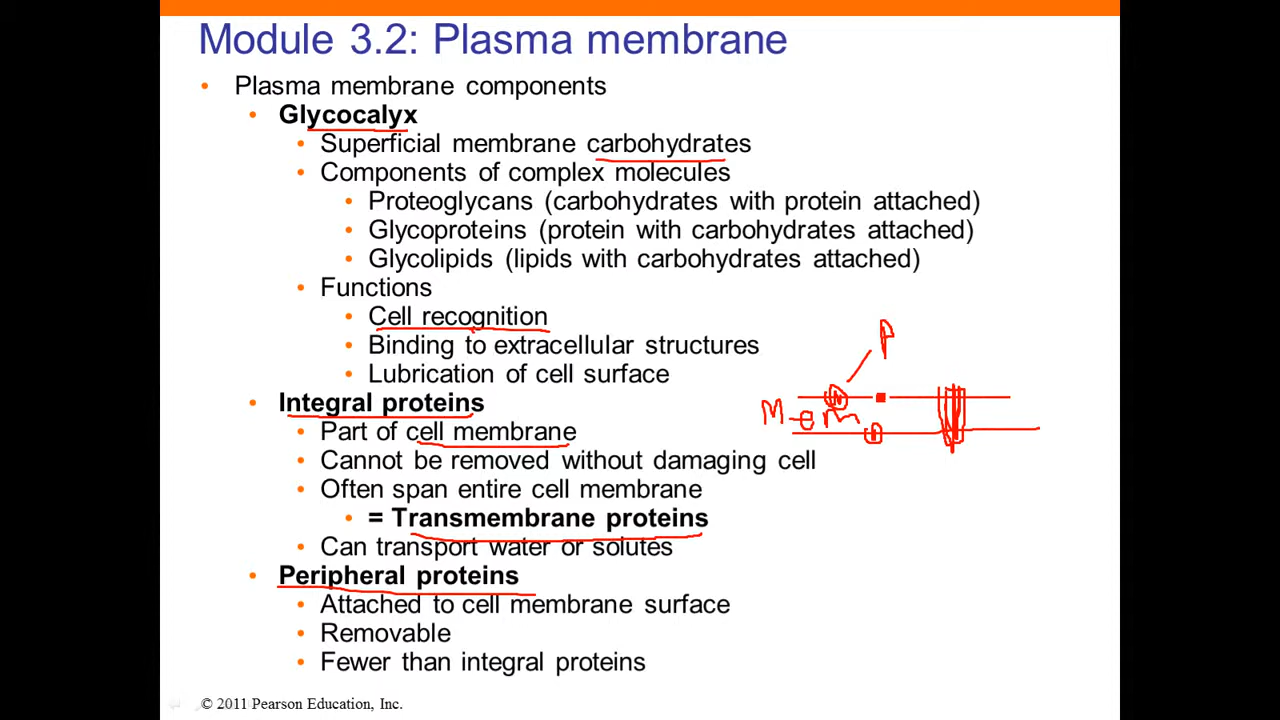 Module 3.2: Plasma membrane
• Plasma membrane components
• Glycocalyx
• Superficial membrane carbohydrates
• Components of complex molecules
• Proteoglycans (carbohydrates with protein attached)
• Glycoproteins (protein with carbohydrates attached)
• Glycolipids (lipids with carbohydrates attached)
• Functions
• Cell recognition
• Binding to extracellular structures
• Lubrication of cell surface
P
• Integral proteins
Mem
• Part of cell membrane
• Cannot be removed without damaging cell
• Often span entire cell membrane
• = Transmembrane proteins
• Can transport water or solutes
• Peripheral proteins
• Attached to cell membrane surface
• Removable
• Fewer than integral proteins
© 2011 Pearson Education, Inc.